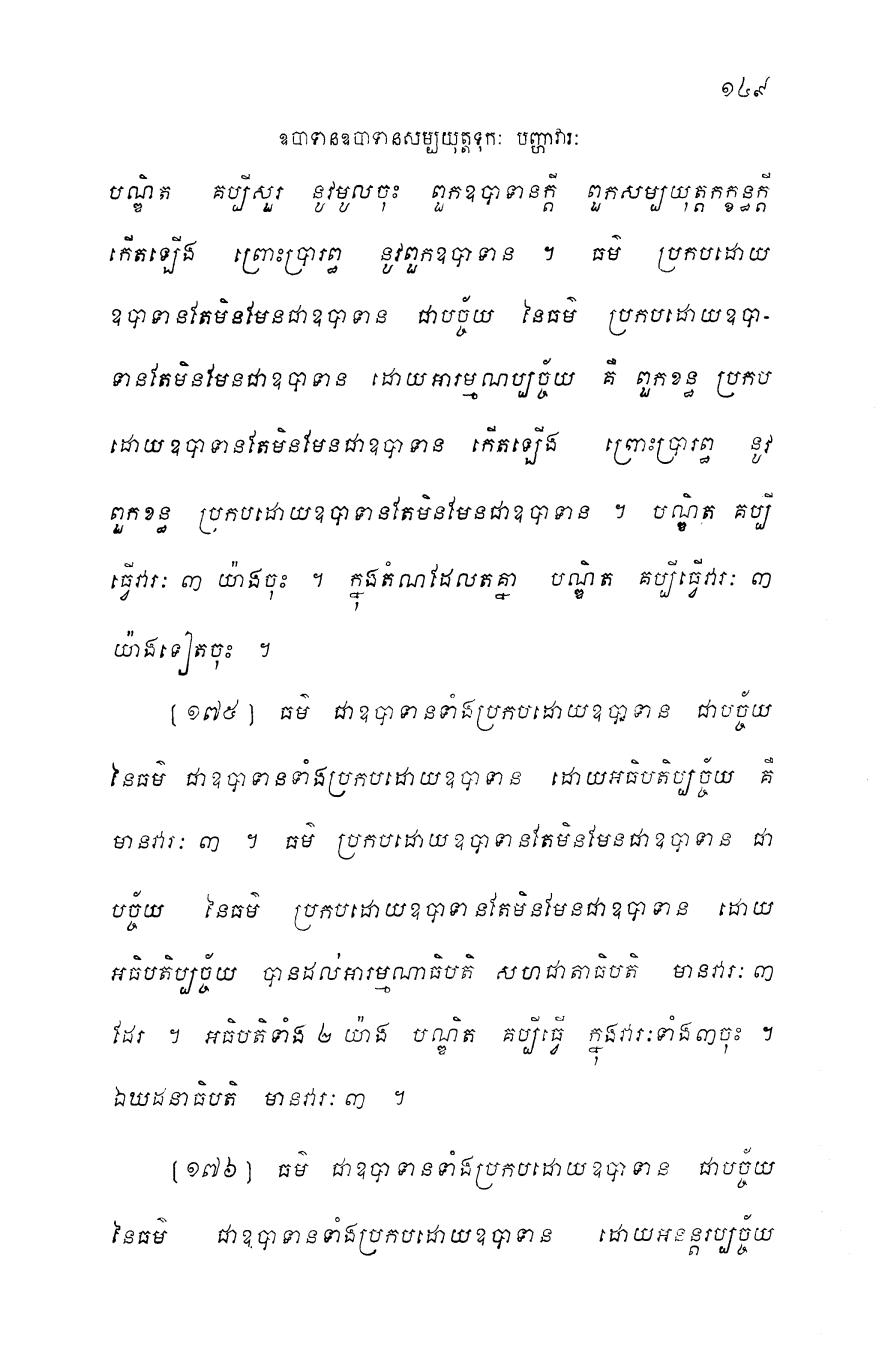 ១៤៩
ឧបាទានឧបាទានសម្បយុត្តទុកៈ បញ្ហាវារៈ
បណ្ឌិត គប្បីសួរ នូវមូលចុះ ពួកឧបាទានក្តី ពួកសម្បយុត្តកក្ខន្ធក្តី
កើតឡើង ព្រោះប្រារព្ធ នូវពួកឧបាទាន ។ ធម៌ ប្រកបដោយ
ឧបាទានតែមិនមែនជាឧបាទាន ជាបច្ច័យ នៃធម៌ ប្រកបដោយឧបា-
ទានតែមិនមែនជាឧបាទាន ដោយអារម្មណប្បច្ច័យ គឺ ពួកខន្ធ ប្រកប
ដោយឧបាទានតែមិនមែនជាឧបាទាន កើតឡើង ព្រោះប្រារព្ធ នូវ
ពួកខន្ធ ប្រកបដោយឧបាទានតែមិនមែនជាឧបាទាន ។ បណ្ឌិត គប្បី
ធ្វើវារៈ ៣ យ៉ាងចុះ ។ ក្នុងតំណដែលតគ្នា បណ្ឌិត គប្បីធ្វើវារៈ ៣
យ៉ាងទៀតចុះ ។
[១៧៥] ធម៌ ជាឧបាទានទាំងប្រកបដោយឧបាទាន ជាបច្ច័យ
នៃធម៌ ជាឧបាទានទាំងប្រកបដោយឧបាទាន ដោយអធិបតិប្បច្ច័យ គឺ
មានវារៈ ៣ ។ ធម៌ ប្រកបដោយឧបាទានតែមិនមែនជាឧបាទាន ជា
បច្ច័យ នៃធម៌ ប្រកបដោយឧបាទានតែមិនមែនជាឧបាទាន ដោយ
អធិបតិប្បច្ច័យ បានដល់អារម្មណាធិបតិ សហជាតាធិបតិ មានវារៈ ៣
ដែរ ។ អធិបតិទាំង ២ យ៉ាង បណ្ឌិត គប្បីធ្វើ ក្នុងវារៈទាំង៣ចុះ ។
ឯឃដនាធិបតិ មានវារៈ ៣ ។
[១៧៦] ធម៌ ជាឧបាទានទាំងប្រកបដោយឧបាទាន ជាបច្ច័យ
នៃធម៌ ជាឧបាទានទាំងប្រកបដោយឧបាទាន ដោយអនន្តរប្បច្ច័យ